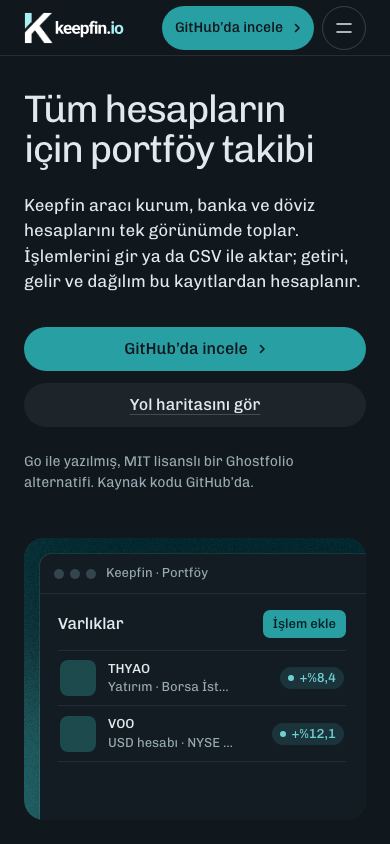 keepfin.io
GitHub'da incele
Tüm hesapların
için portföy takibi
Keepfin aracı kurum, banka ve döviz
hesaplarını tek görünümde toplar.
İşlemlerini gir ya da CSV ile aktar; getiri,
gelir ve dağılım bu kayıtlardan hesaplanır.
GitHub'da incele
Yol haritasını gör
Go ile yazılmış, MIT lisanslı bir Ghostfolio
alternatifi. Kaynak kodu GitHub'da.
Keepfin · Portföy
Varlıklar
İşlem ekle
THYAO
Yatırım · Borsa İst...
+%8,4
VOO
USD hesabı · NYSE ...
+%12,1